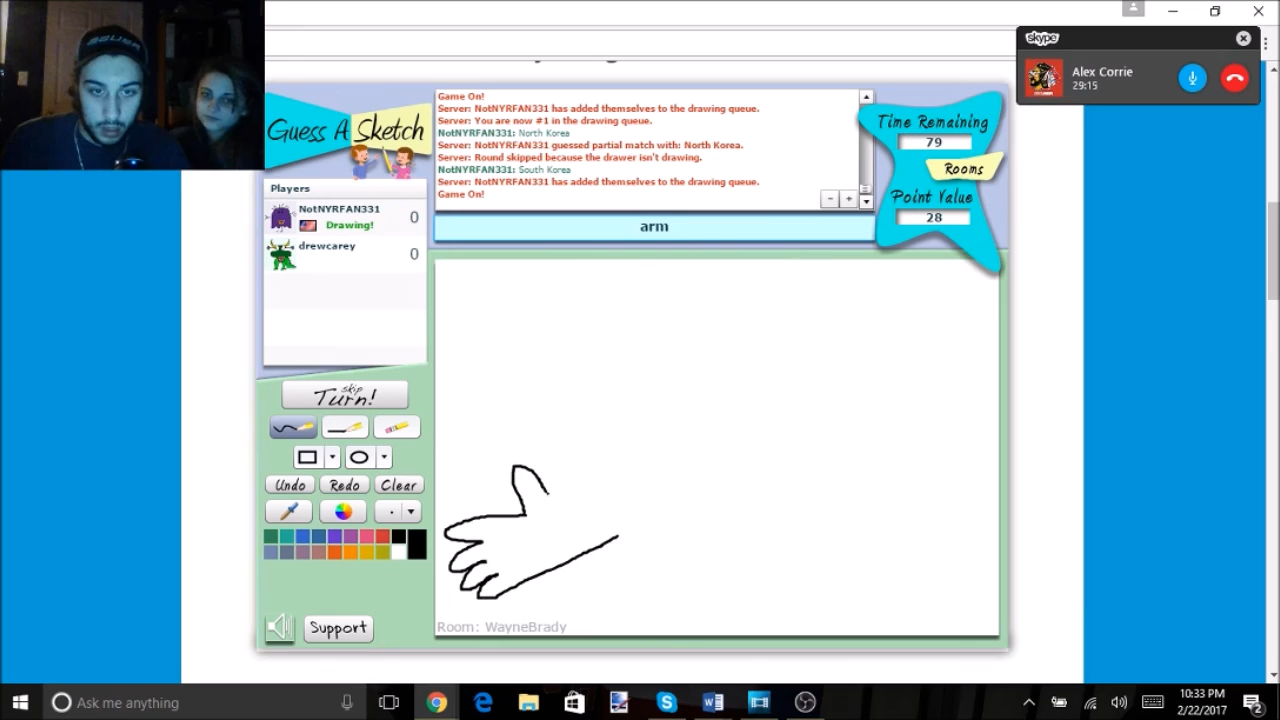 BAUER
skype
Alex Corrie
29:15
Game On!
Server: NotNYRFAN331 has added themselves to the drawing queue.
Server: You are now #1 in the drawing queue.
NotNYRFAN331: North Korea
Server: NotNYRFAN331 guessed partial match with: North Korea.
Server: Round skipped because the drawer isn't drawing.
NotNYRFAN331: South Korea
Server: NotNYRFAN331 has added themselves to the drawing queue.
Game On!
Guess A Sketch
Time Remaining
79
Rooms
Point Value
28
arm
Players
NotNYRFAN331 0
Drawing!
drewcarey 0
skip
Turn!
Undo Redo Clear
Support
Room: WayneBrady
Ask me anything
10:33 PM
2/22/2017
2